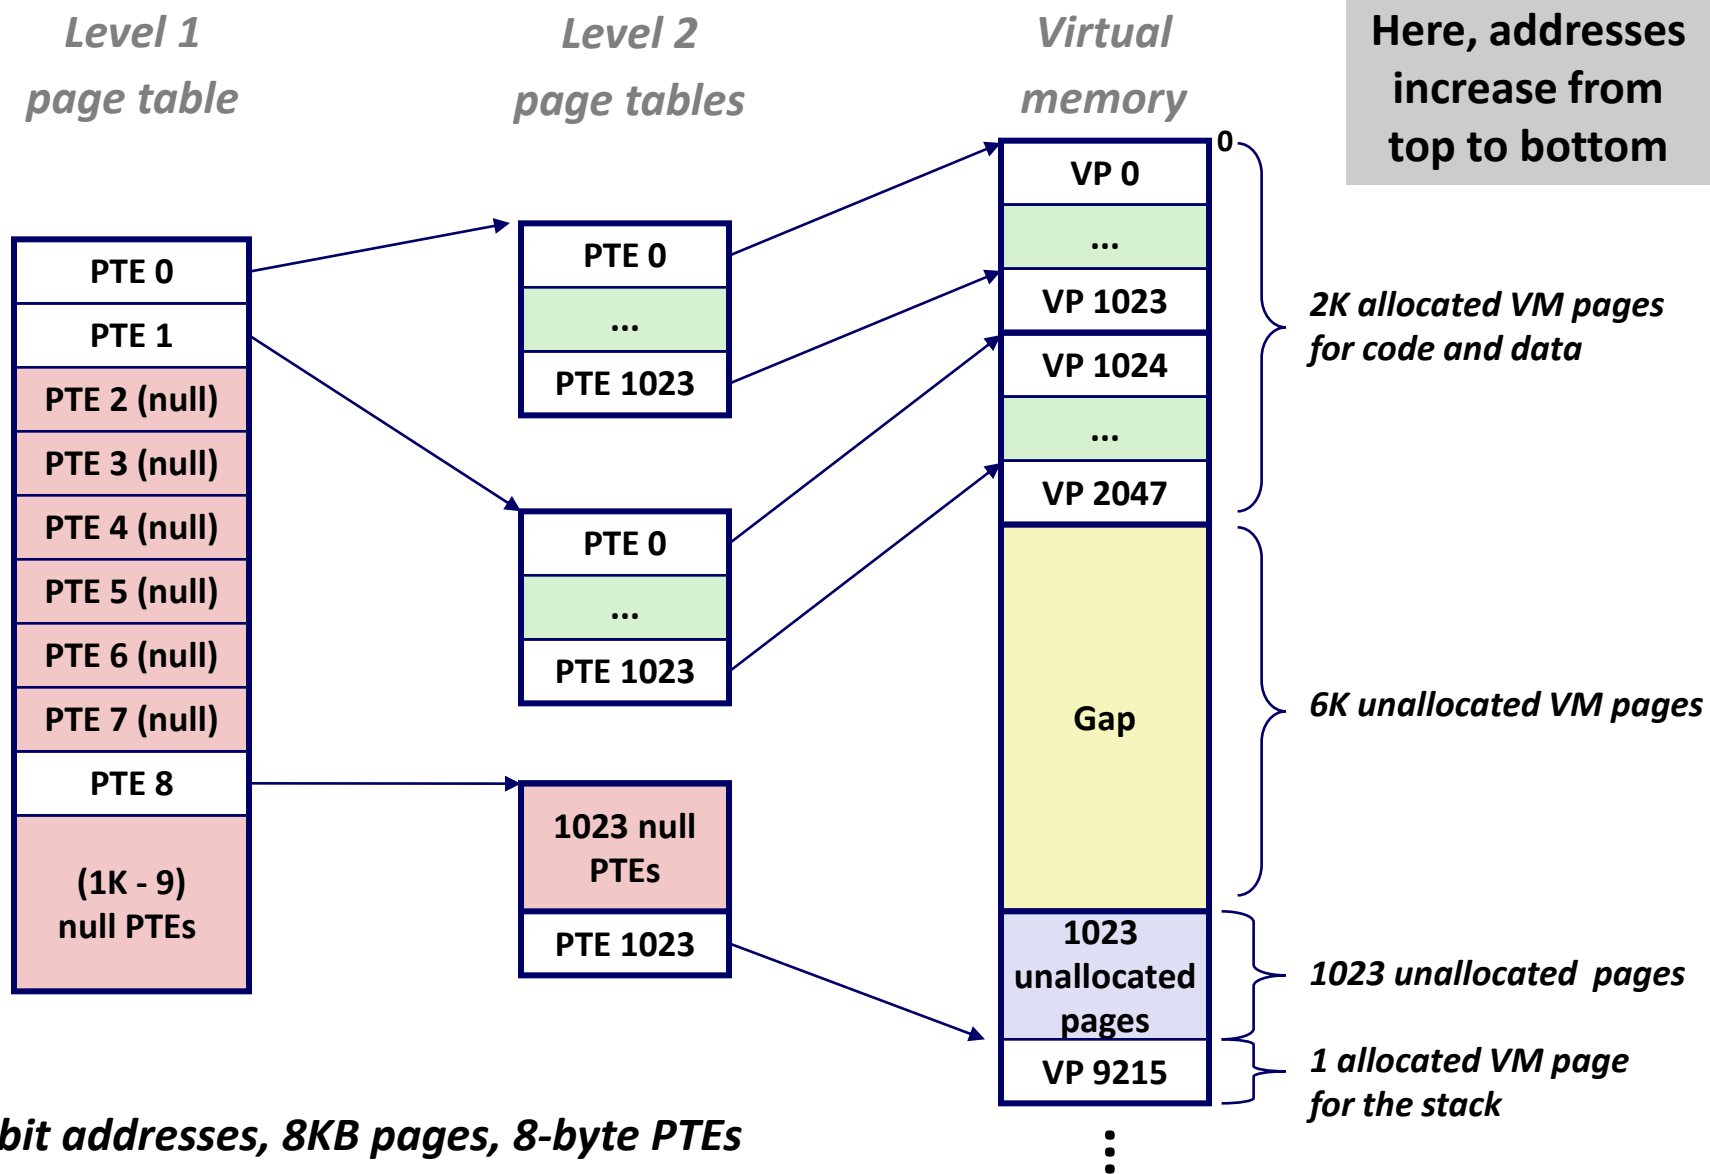 Level 1
page table
Level 2
page tables
Virtual
memory
Here, addresses
increase from
top to bottom
0
PTE 0
PTE 1
PTE 2 (null)
PTE 3 (null)
PTE 4 (null)
PTE 5 (null)
PTE 6 (null)
PTE 7 (null)
PTE 8
(1K - 9)
null PTEs
PTE 0
...
PTE 1023
PTE 0
...
PTE 1023
1023 null
PTEs
PTE 1023
VP 0
...
VP 1023
VP 1024
...
VP 2047
Gap
1023
unallocated
pages
VP 9215
2K allocated VM pages
for code and data
6K unallocated VM pages
1023 unallocated pages
1 allocated VM page
for the stack
bit addresses, 8KB pages, 8-byte PTEs